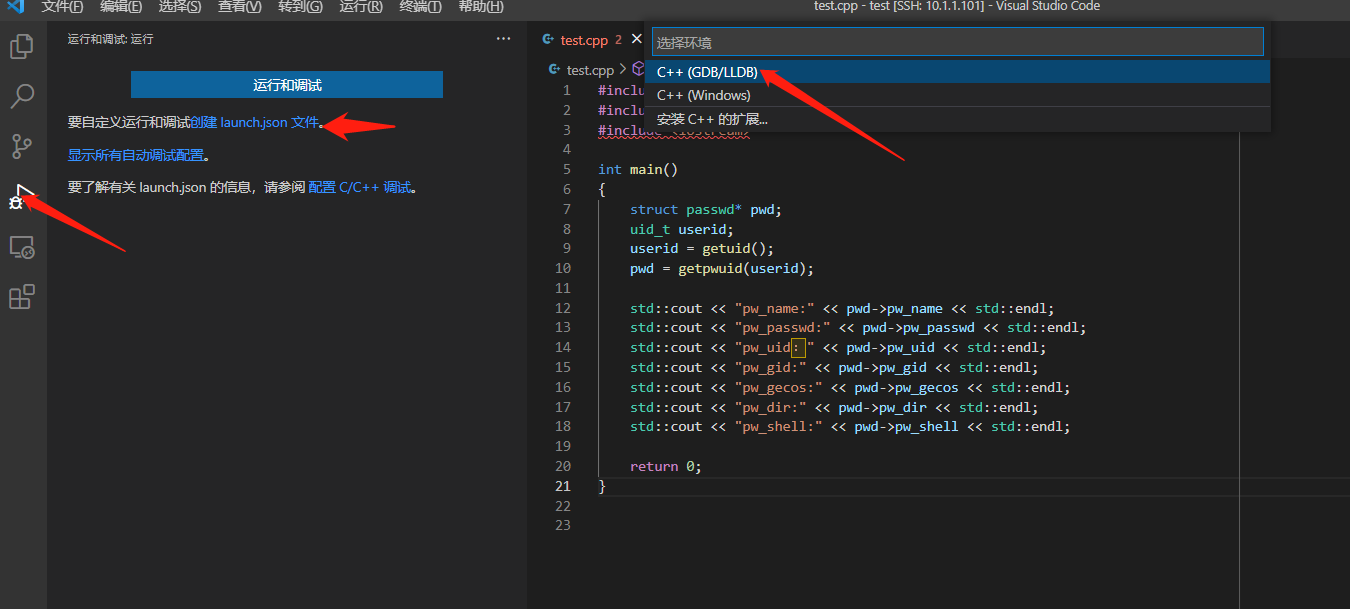 文件(F) 编辑(E) 选择(S) 查看(V) 转到(G) 运行(R) 终端(T) 帮助(H) test.cpp - test [SSH: 10.1.1.101] - Visual Studio Code
运行和调试: 运行 ···
运行和调试
要自定义运行和调试创建 launch.json 文件。
显示所有自动调试配置。
要了解有关 launch.json 的信息，请参阅 配置 C/C++ 调试。
test.cpp 2 ×
test.cpp >
选择环境
C++ (GDB/LLDB)
C++ (Windows)
安装 C++ 的扩展...
1 #inclu
2 #inclu
3 #include <iostream>
4
5 int main()
6 {
7 struct passwd* pwd;
8 uid_t userid;
9 userid = getuid();
10 pwd = getpwuid(userid);
11
12 std::cout << "pw_name:" << pwd->pw_name << std::endl;
13 std::cout << "pw_passwd:" << pwd->pw_passwd << std::endl;
14 std::cout << "pw_uid：" << pwd->pw_uid << std::endl;
15 std::cout << "pw_gid:" << pwd->pw_gid << std::endl;
16 std::cout << "pw_gecos:" << pwd->pw_gecos << std::endl;
17 std::cout << "pw_dir:" << pwd->pw_dir << std::endl;
18 std::cout << "pw_shell:" << pwd->pw_shell << std::endl;
19
20 return 0;
21 }
22
23